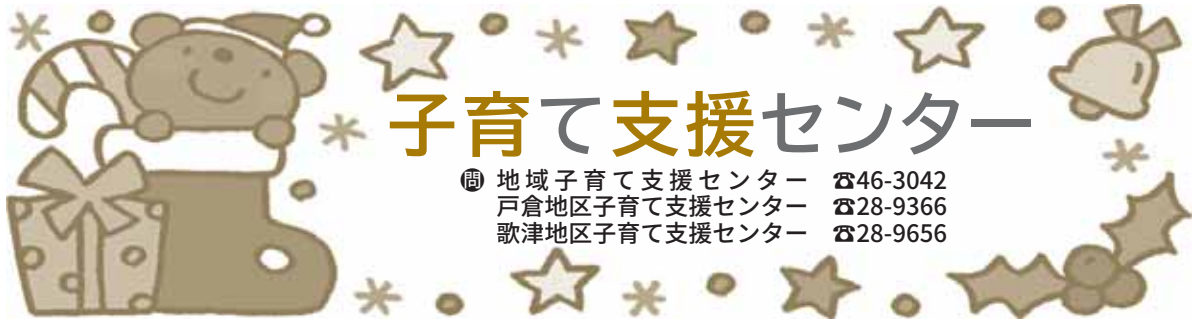 子育て支援センター
問 地域子育て支援センター ☎46-3042
戸倉地区子育て支援センター ☎28-9366
歌津地区子育て支援センター ☎28-9656